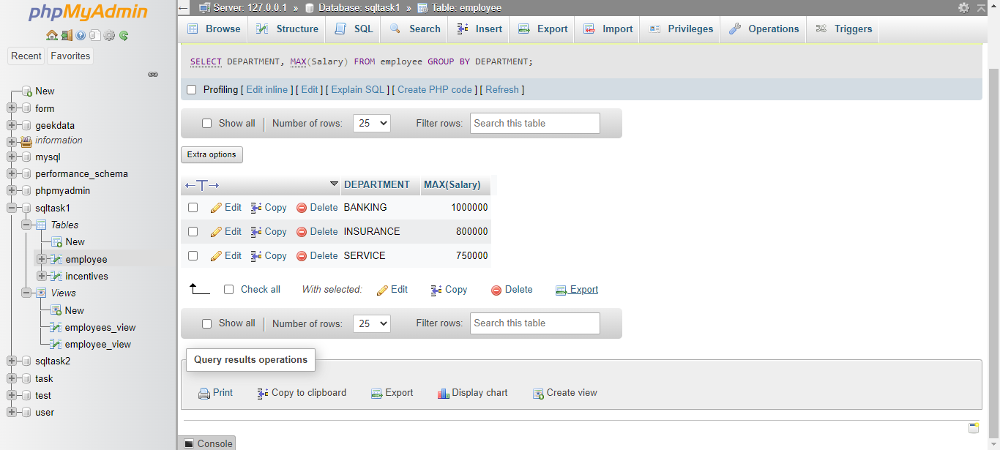 phpMyAdmin
Recent Favorites
New
form
geekdata
information
mysql
performance_schema
phpmyadmin
sqltask1
Tables
New
employee
incentives
Views
New
employees_view
employee_view
sqltask2
task
test
user
Server: 127.0.0.1 » Database: sqltask1 » Table: employee
Browse Structure SQL Search Insert Export Import Privileges Operations Triggers
SELECT DEPARTMENT, MAX(Salary) FROM employee GROUP BY DEPARTMENT;
Profiling [ Edit inline ] [ Edit ] [ Explain SQL ] [ Create PHP code ] [ Refresh ]
Show all Number of rows: 25 Filter rows: Search this table
Extra options
←T→ DEPARTMENT MAX(Salary)
Edit Copy Delete BANKING 1000000
Edit Copy Delete INSURANCE 800000
Edit Copy Delete SERVICE 750000
Check all With selected: Edit Copy Delete Export
Show all Number of rows: 25 Filter rows: Search this table
Query results operations
Print Copy to clipboard Export Display chart Create view
Console